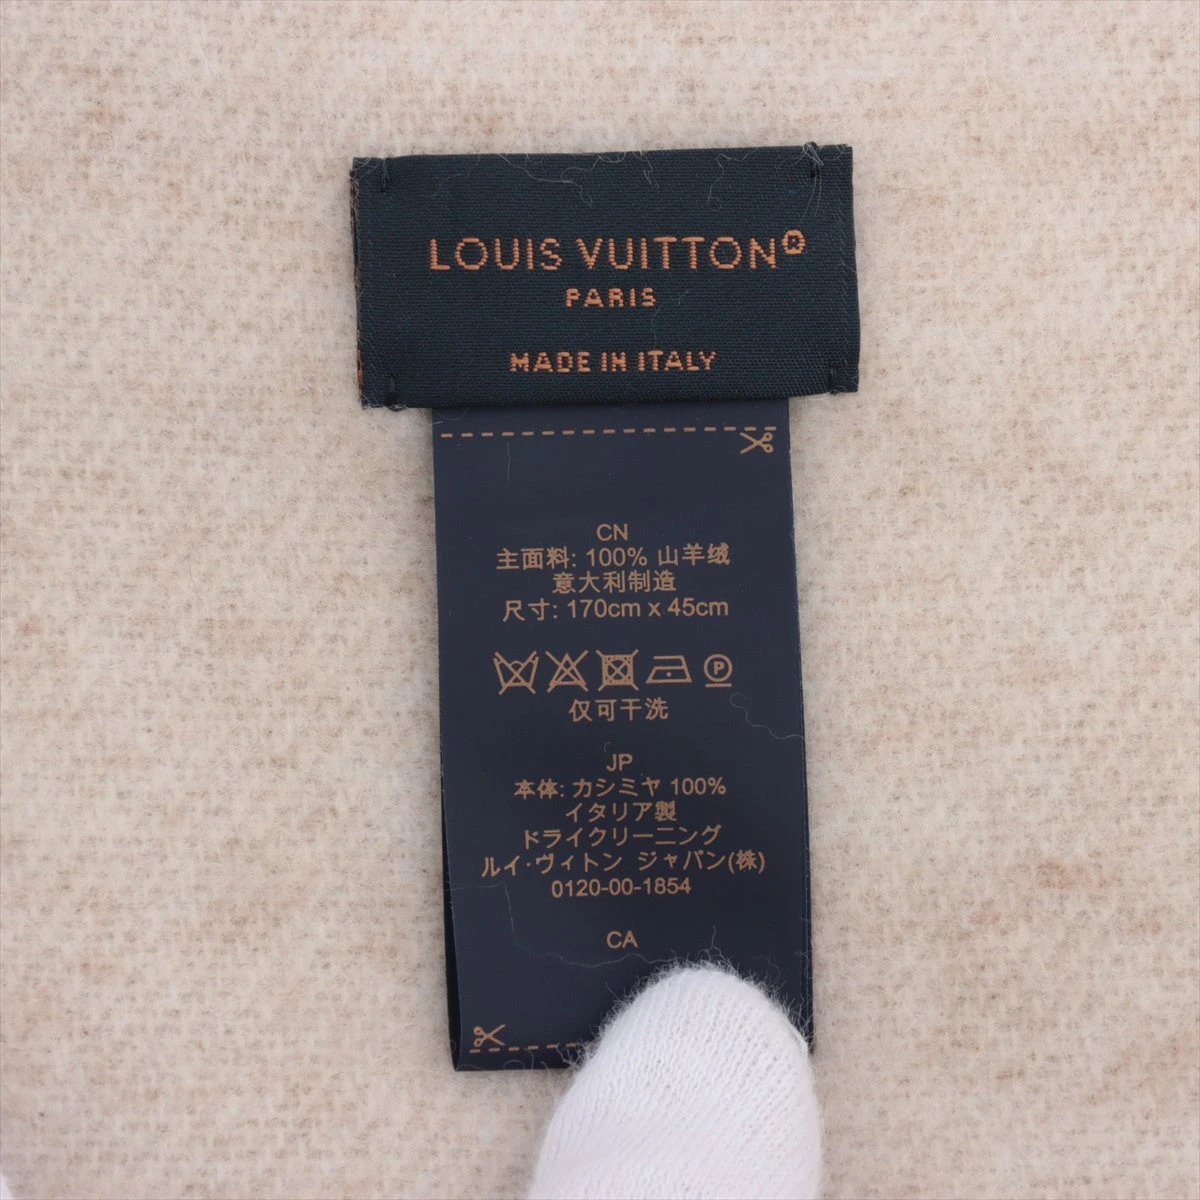 LOUIS VUITTON®
PARIS
MADE IN ITALY
CN
主面料: 100% 山羊绒
意大利制造
尺寸: 170cm x 45cm
P
仅可干洗
JP
本体: カシミヤ 100%
イタリア製
ドライクリーニング
ルイ・ヴィトン ジャパン(株)
0120-00-1854
CA